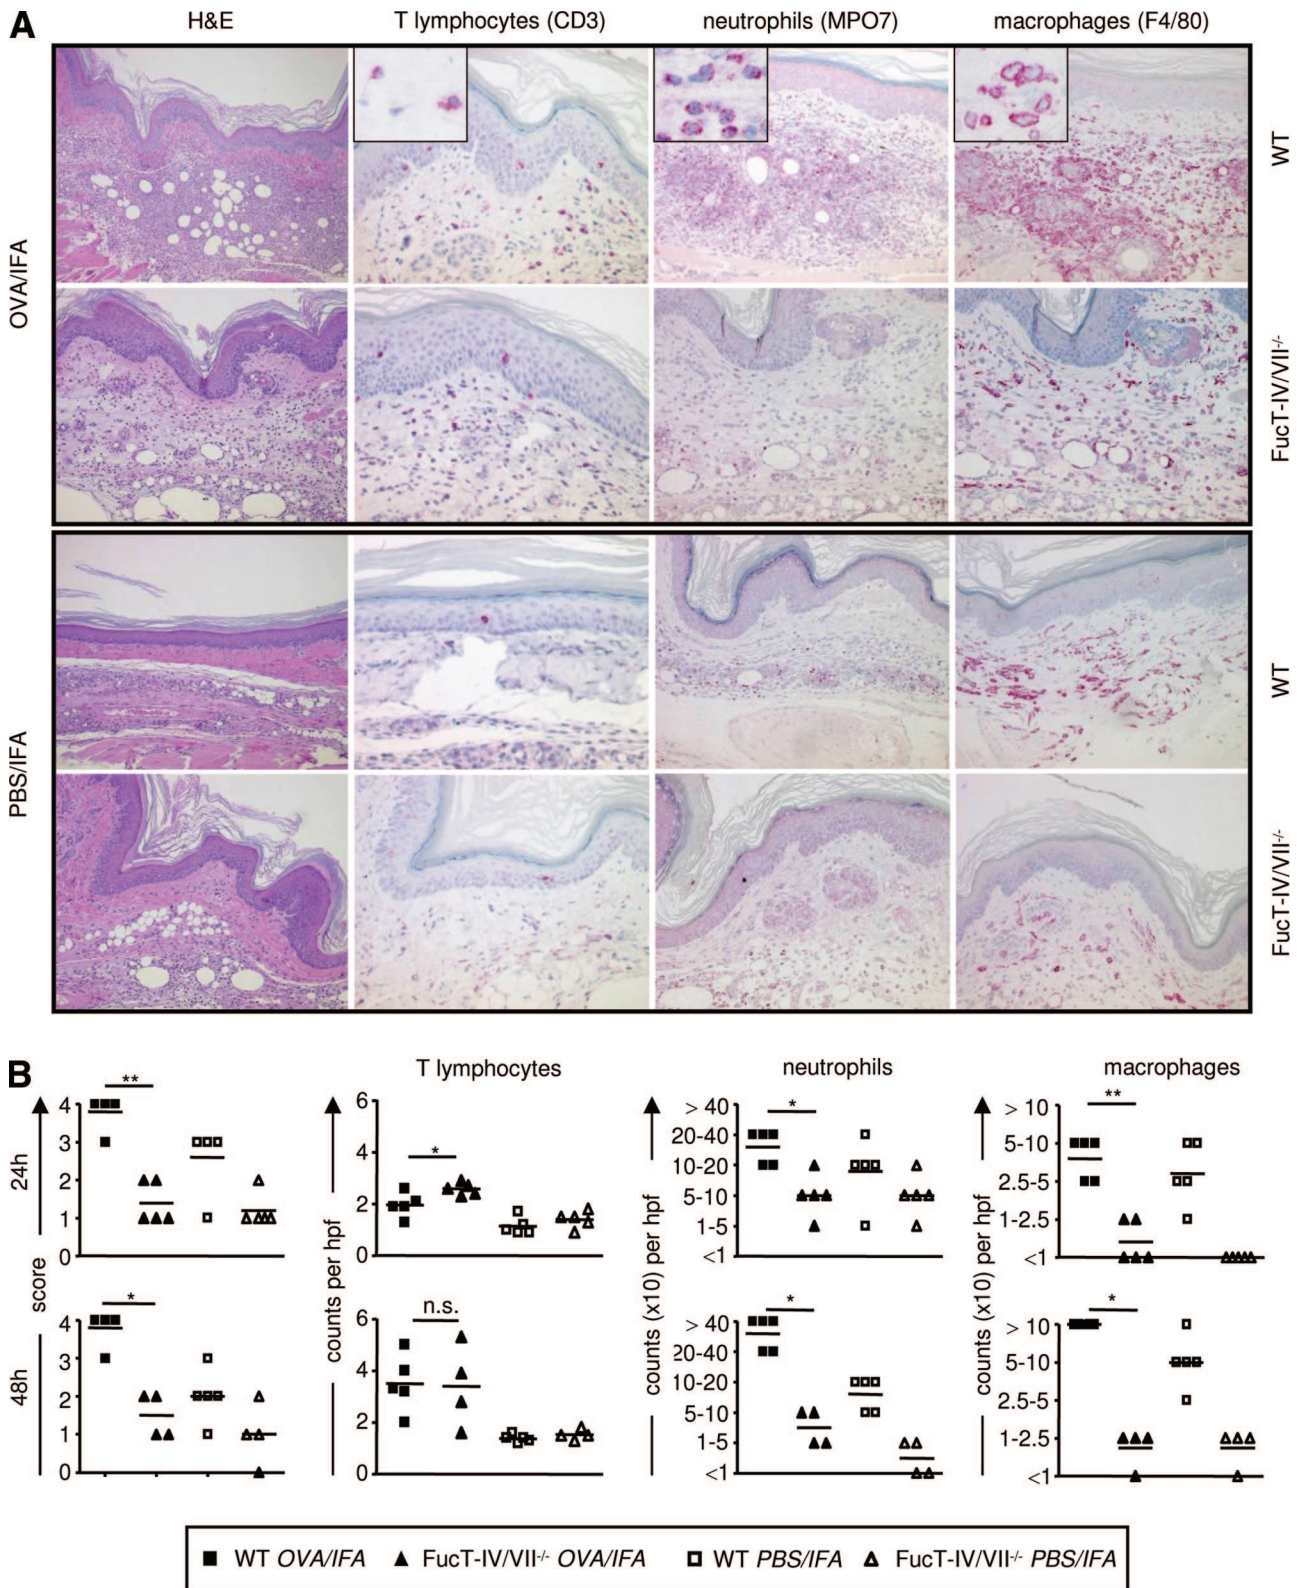 A
H&E
T lymphocytes (CD3)
neutrophils (MPO7)
macrophages (F4/80)
OVA/IFA
WT
FucT-IV/VII-/-
PBS/IFA
WT
FucT-IV/VII-/-
B
T lymphocytes
neutrophils
macrophages
24h
score
48h
4
3
2
1
0
**
counts per hpf
6
4
2
0
*
counts (x10) per hpf
> 40
20-40
10-20
5-10
1-5
<1
*
counts (x10) per hpf
> 10
5-10
2.5-5
1-2.5
<1
**
4
3
2
1
0
*
6
4
2
0
n.s.
> 40
20-40
10-20
5-10
1-5
<1
*
> 10
5-10
2.5-5
1-2.5
<1
*
WT OVA/IFA FucT-IV/VII-/- OVA/IFA WT PBS/IFA FucT-IV/VII-/- PBS/IFA